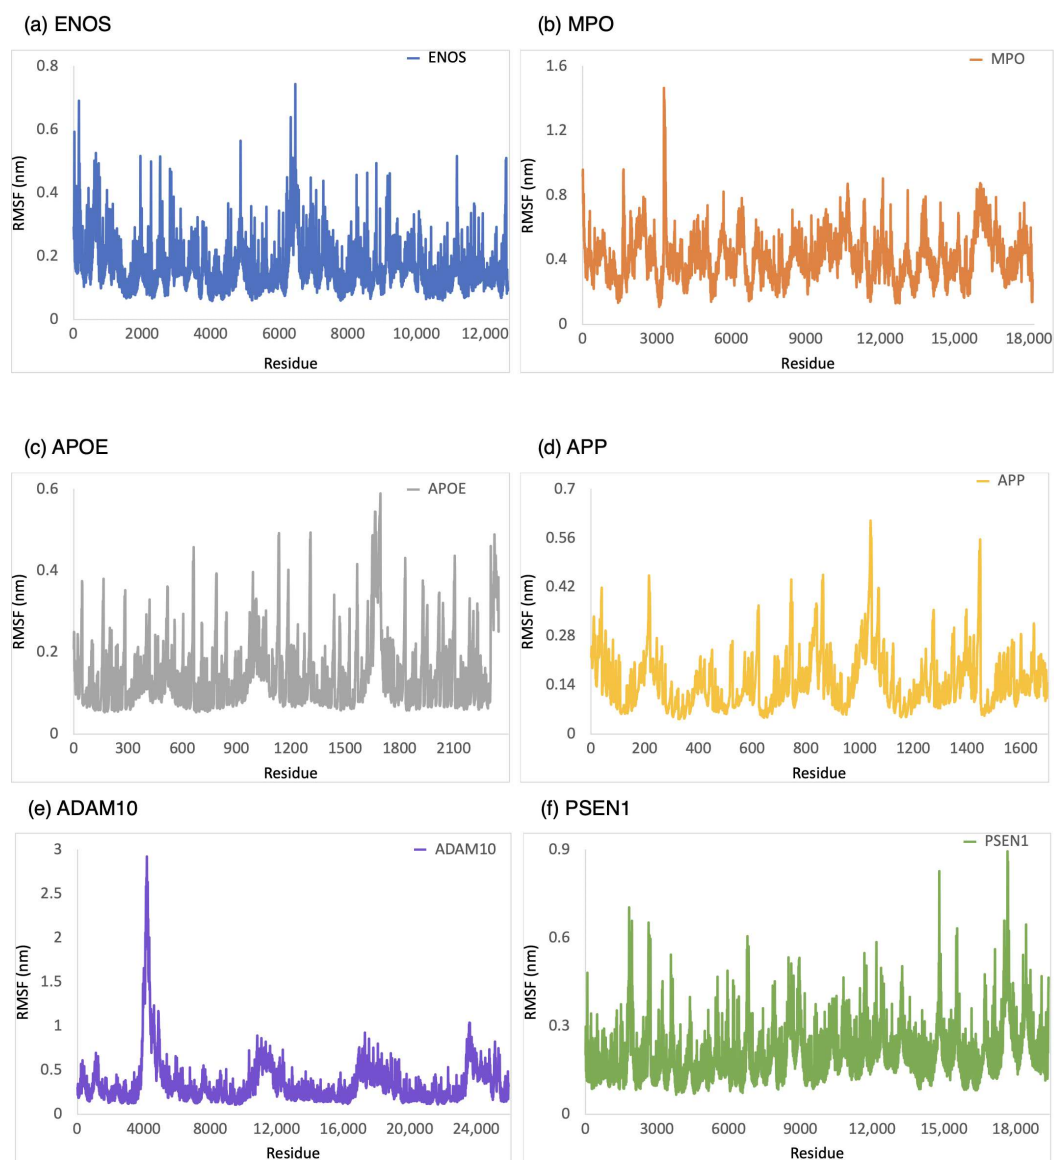 (a) ENOS
(b) MPO
ENOS
0.8
0.6
0.4
0.2
0
RMSF (nm)
0 2000 4000 6000 8000 10,000 12,000
Residue
MPO
1.6
1.2
0.8
0.4
0
RMSF (nm)
0 3000 6000 9000 12,000 15,000 18,000
Residue
(c) APOE
(d) APP
APOE
0.6
0.4
0.2
0
RMSF (nm)
0 300 600 900 1200 1500 1800 2100
Residue
APP
0.7
0.56
0.42
0.28
0.14
0
RMSF (nm)
0 200 400 600 800 1000 1200 1400 1600
Residue
(e) ADAM10
(f) PSEN1
ADAM10
3
2.5
2
1.5
1
0.5
0
RMSF (nm)
0 4000 8000 12,000 16,000 20,000 24,000
Residue
PSEN1
0.9
0.6
0.3
0
RMSF (nm)
0 3000 6000 9000 12,000 15,000 18,000
Residue